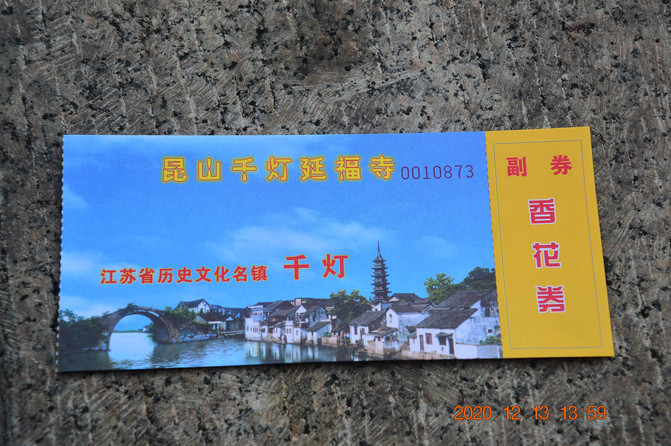 昆山千灯延福寺 0010873
江苏省历史文化名镇 千灯
副券
香花券
2020 12 13 13:59